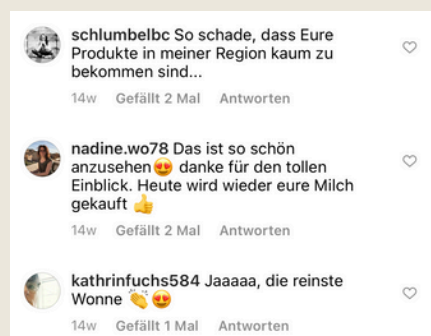 schlumbelbc So schade, dass Eure
Produkte in meiner Region kaum zu
bekommen sind...
14w Gefällt 2 Mal Antworten
nadine.wo78 Das ist so schön
anzusehen😍 danke für den tollen
Einblick. Heute wird wieder eure Milch
gekauft 👍
14w Gefällt 2 Mal Antworten
kathrinfuchs584 Jaaaaa, die reinste
Wonne 👏😍
14w Gefällt 1 Mal Antworten